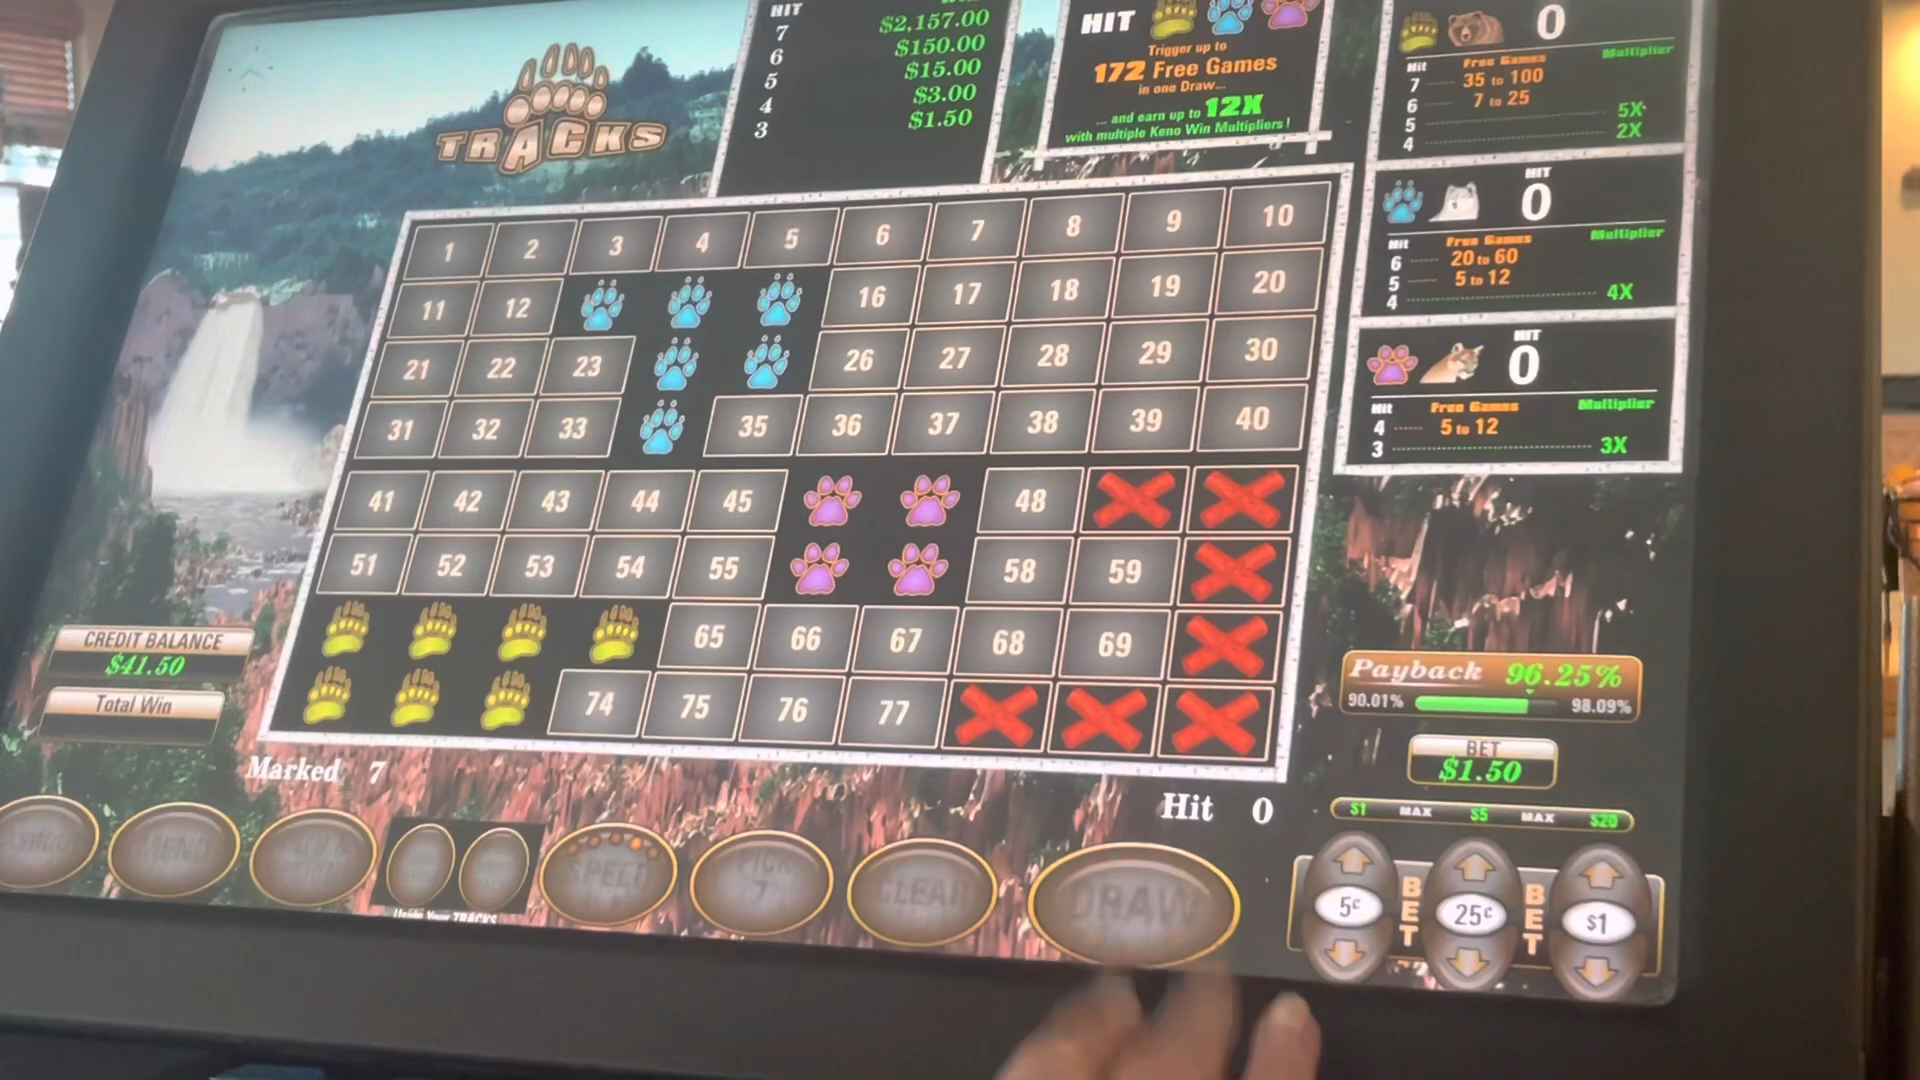 TRACKS
HIT
7 $2,157.00
6 $150.00
5 $15.00
4 $3.00
3 $1.50
HIT
Trigger up to
172 Free Games
in one Draw...
... and earn up to 12X
with multiple Keno Win Multipliers!
0
Hit Free Games Multiplier
7 35 to 100
6 7 to 25
5 5X
4 2X
HIT
0
Hit Free Games Multiplier
6 20 to 60
5 5 to 12
4 4X
HIT
0
Hit Free Games Multiplier
4 5 to 12
3 3X
1 2 3 4 5 6 7 8 9 10
11 12 16 17 18 19 20
21 22 23 26 27 28 29 30
31 32 33 35 36 37 38 39 40
41 42 43 44 45 48
51 52 53 54 55 58 59
65 66 67 68 69
74 75 76 77
CREDIT BALANCE
$41.50
Total Win
Marked 7
Hit 0
Payback 96.25%
90.01% 98.09%
BET
$1.50
$1 MAX $5 MAX $20
MENU
SPEED
PICK
7
CLEAR
DRAW
5¢ BET 25¢ BET $1
Your TRACKS